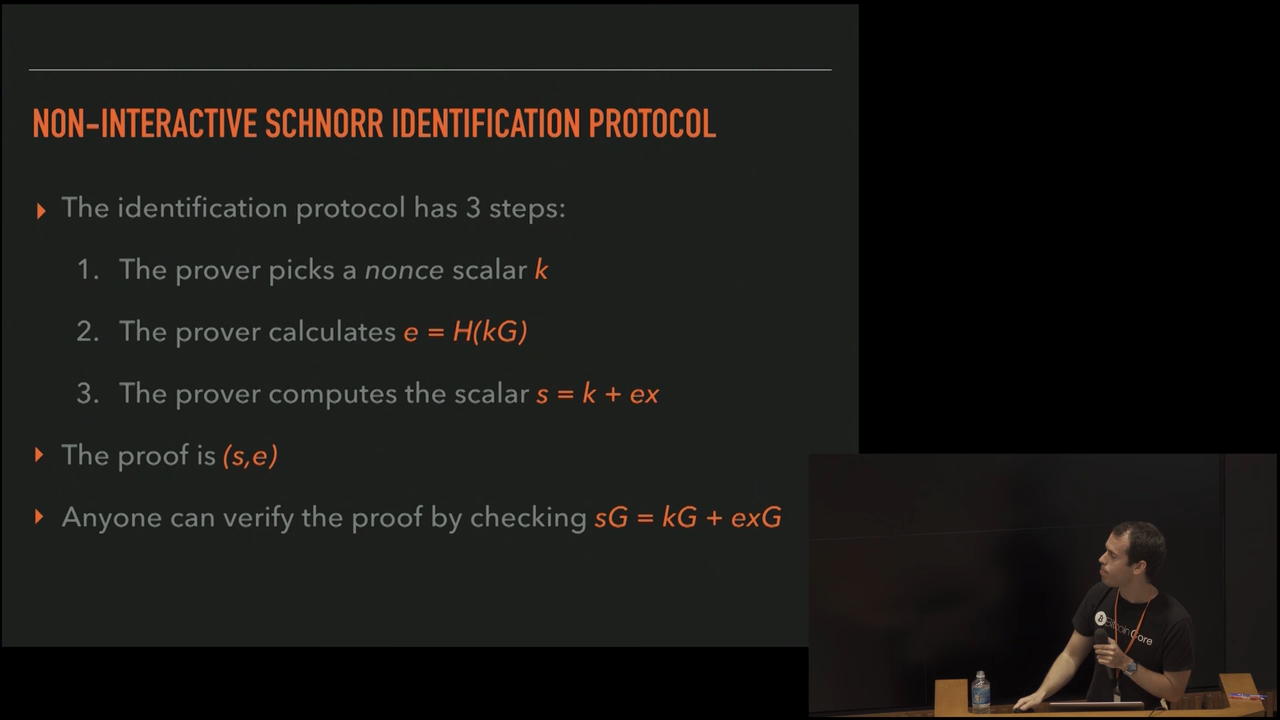 NON-INTERACTIVE SCHNORR IDENTIFICATION PROTOCOL
The identification protocol has 3 steps:
1. The prover picks a nonce scalar k
2. The prover calculates e = H(kG)
3. The prover computes the scalar s = k + ex
The proof is (s,e)
Anyone can verify the proof by checking sG = kG + exG
Bitcoin Core